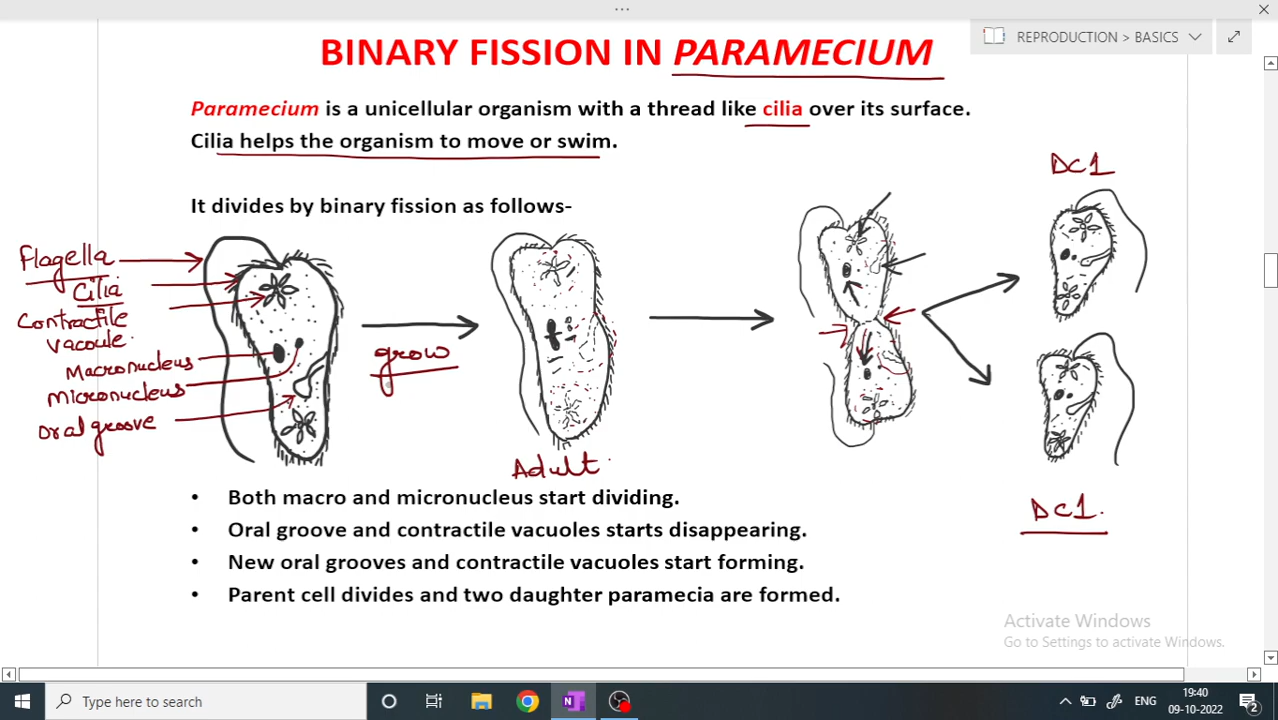 REPRODUCTION > BASICS
BINARY FISSION IN PARAMECIUM
Paramecium is a unicellular organism with a thread like cilia over its surface.
Cilia helps the organism to move or swim.
It divides by binary fission as follows-
DC1
Flagella
Cilia
Contractile
Vacoule
Macronucleus
micronucleus
Oral groove
grow
Adult
DC1.
• Both macro and micronucleus start dividing.
• Oral groove and contractile vacuoles starts disappearing.
• New oral grooves and contractile vacuoles start forming.
• Parent cell divides and two daughter paramecia are formed.
Activate Windows
Go to Settings to activate Windows.
Type here to search
N
ENG
19:40
09-10-2022
2